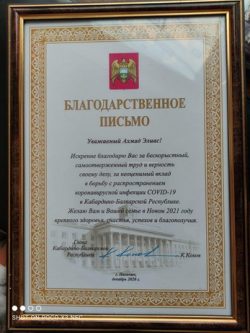 БЛАГОДАРСТВЕННОЕ
ПИСЬМО
Уважаемый Ахмад Элиас!
Искренне благодарю Вас за бескорыстный,
самоотверженный труд и верность
своему делу, за неоценимый вклад
в борьбу с распространением
коронавирусной инфекции COVID-19
в Кабардино-Балкарской Республике.
Желаю Вам и Вашей семье в Новом 2021 году
крепкого здоровья, счастья, успехов и благополучия.
Глава
Кабардино-Балкарской
Республики
К.Коков
г. Нальчик,
декабрь 2020 г.